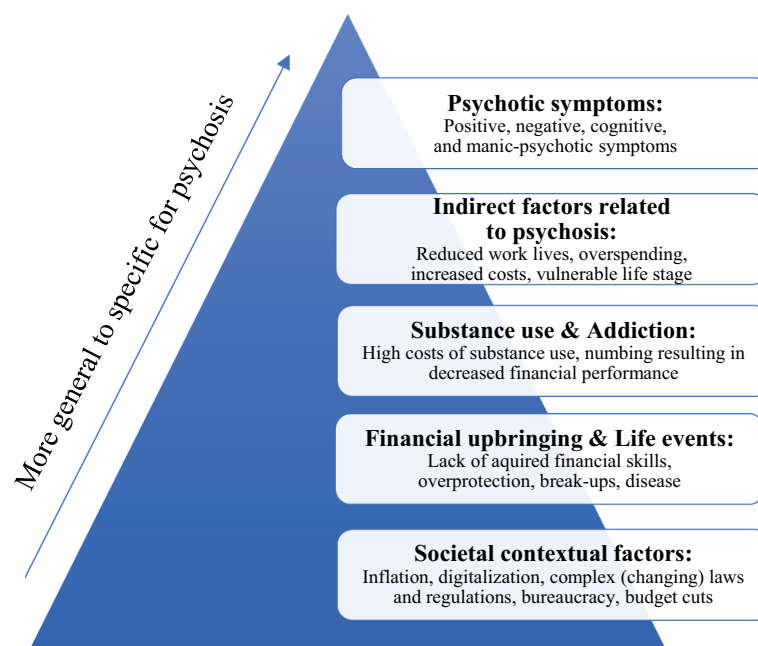 More general to specific for psychosis
Psychotic symptoms:
Positive, negative, cognitive,
and manic-psychotic symptoms
Indirect factors related
to psychosis:
Reduced work lives, overspending,
increased costs, vulnerable life stage
Substance use & Addiction:
High costs of substance use, numbing resulting in
decreased financial performance
Financial upbringing & Life events:
Lack of aquired financial skills,
overprotection, break-ups, disease
Societal contextual factors:
Inflation, digitalization, complex (changing) laws
and regulations, bureaucracy, budget cuts